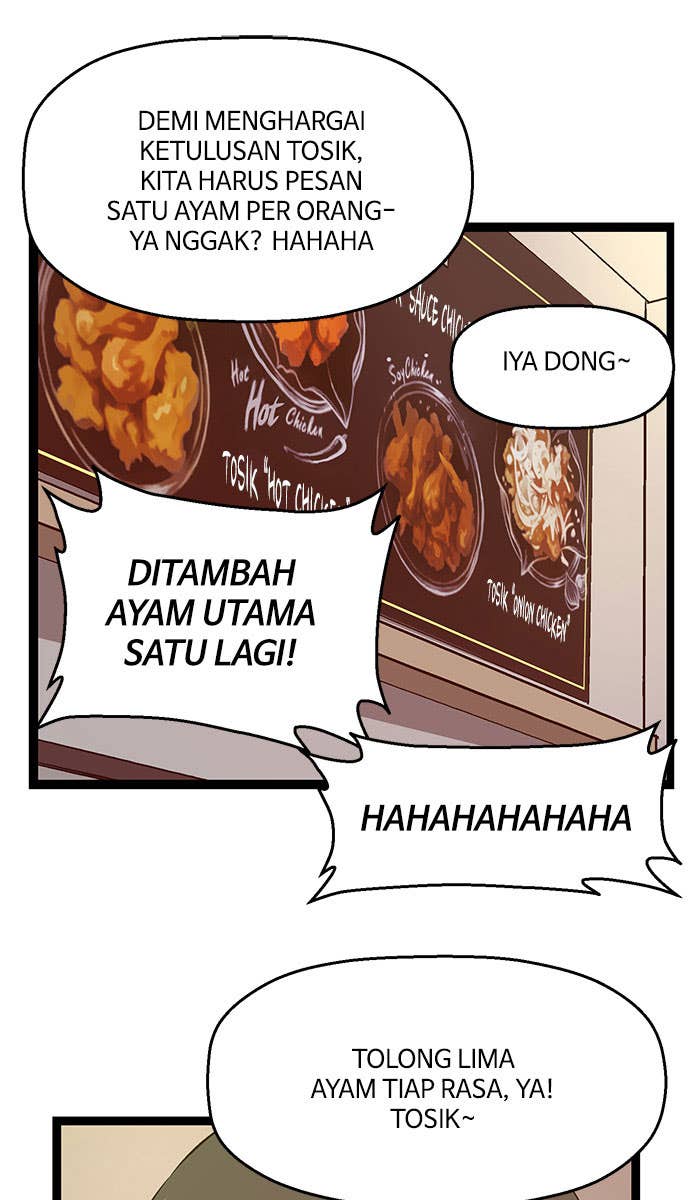 DEMI MENGHARGAI
KETULUSAN TOSIK,
KITA HARUS PESAN
SATU AYAM PER ORANG-
YA NGGAK? HAHAHA
SAUCE
IYA DONG~
Hot
Hot Chicken
Soy Chicken
TOSIK "HOT CHICKEN"
TOSIK "ONION CHICKEN"
DITAMBAH
AYAM UTAMA
SATU LAGI!
HAHAHAHAHAHA
TOLONG LIMA
AYAM TIAP RASA, YA!
TOSIK~